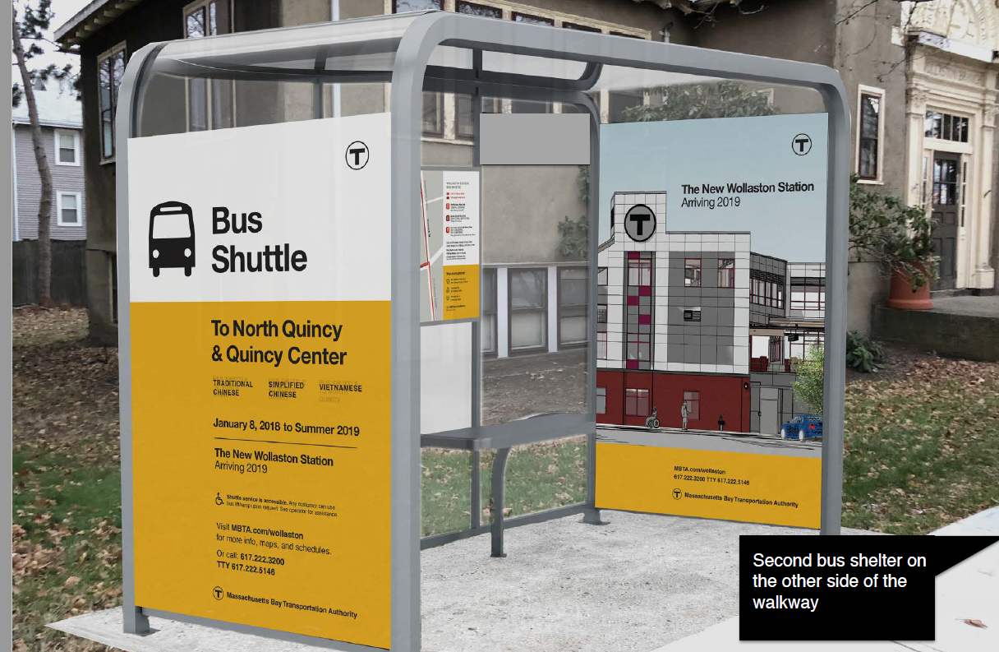 T
Bus
Shuttle
To North Quincy
& Quincy Center
TRADITIONAL
CHINESE
SIMPLIFIED
CHINESE
VIETNAMESE
January 8, 2018 to Summer 2019
The New Wollaston Station
Arriving 2019
Shuttle service is accessible. Any customer can use
bus lift/ramp upon request. See operator for assistance.
Visit MBTA.com/wollaston
for more info, maps, and schedules.
Or call: 617.222.3200
TTY 617.222.5146
T Massachusetts Bay Transportation Authority
T
The New Wollaston Station
Arriving 2019
T
MBTA.com/wollaston
617.222.3200 TTY 617.222.5146
T Massachusetts Bay Transportation Authority
Second bus shelter on
the other side of the
walkway